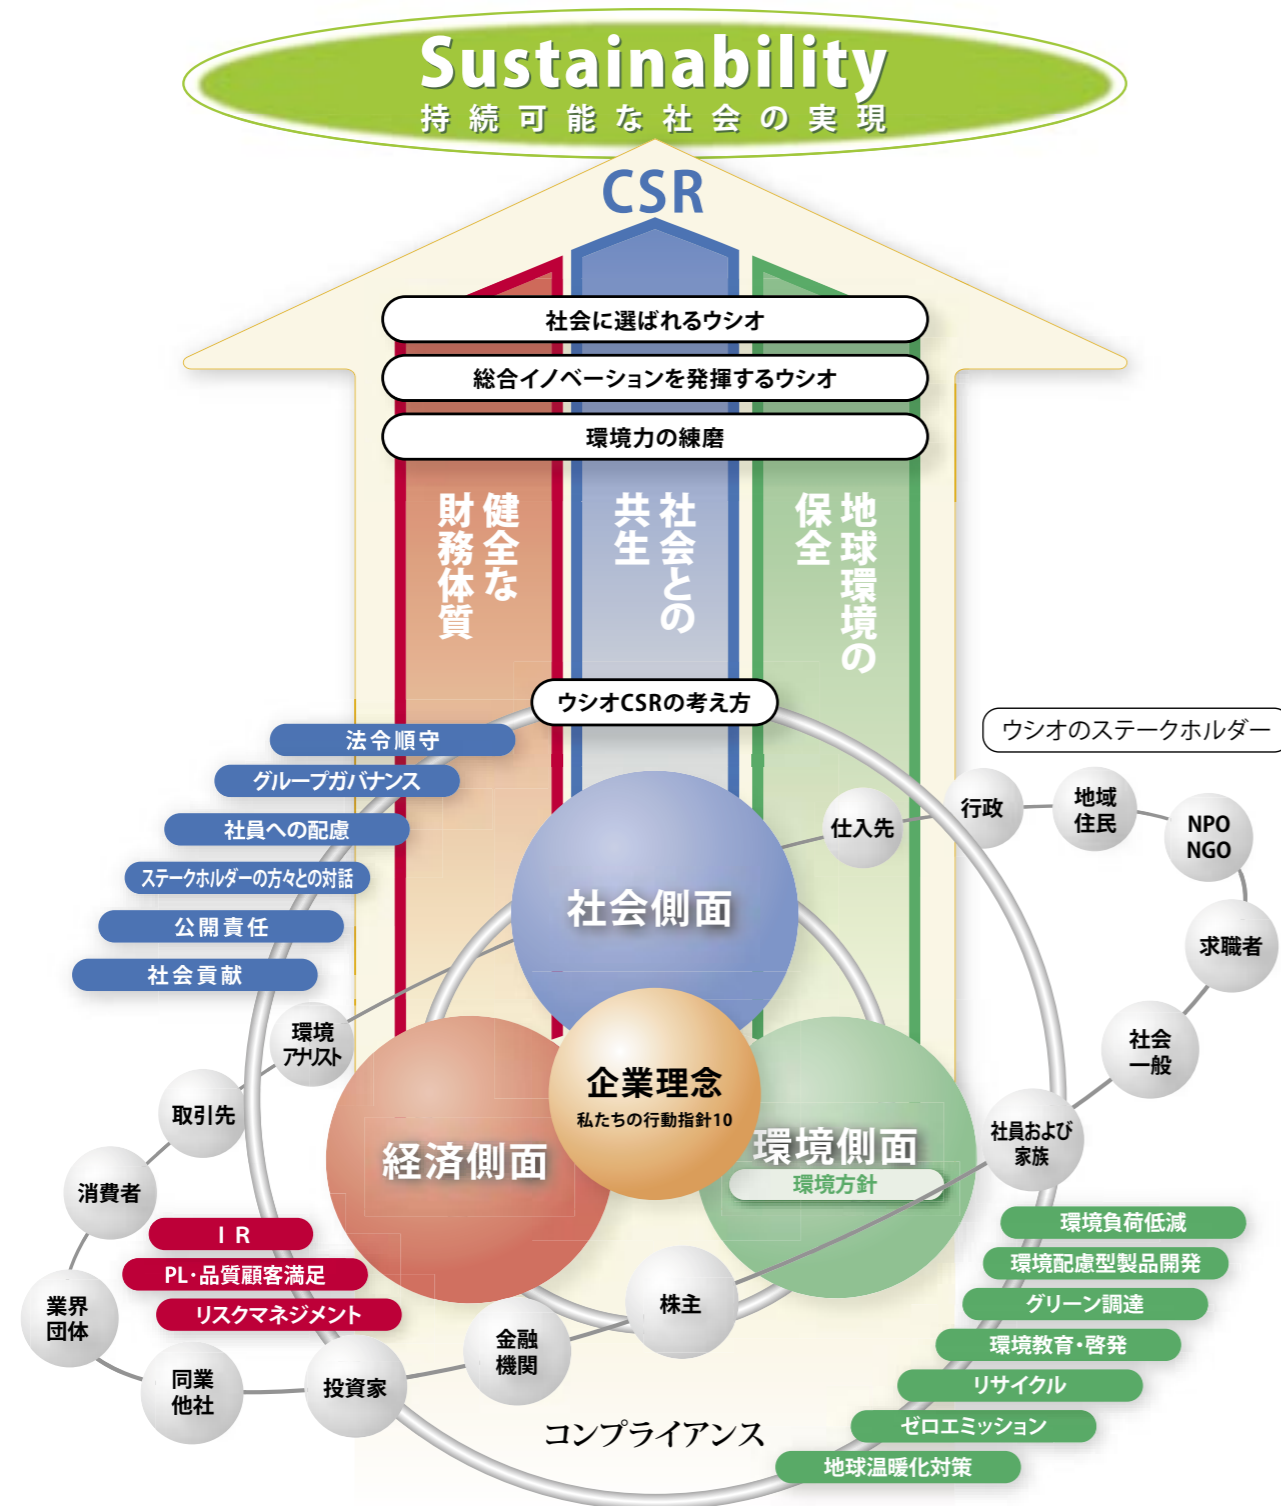 Sustainability
持続可能な社会の実現
CSR
社会に選ばれるウシオ
総合イノベーションを発揮するウシオ
環境力の練磨
健全な
財務体質
社会との
共生
地球環境の
保全
ウシオCSRの考え方
法令順守
グループガバナンス
社員への配慮
ステークホルダーの方々との対話
公開責任
社会貢献
ウシオのステークホルダー
仕入先
行政
地域
住民
NPO
NGO
求職者
社会
一般
社員および
家族
株主
金融
機関
投資家
同業
他社
業界
団体
消費者
取引先
環境
アナリスト
社会側面
企業理念
私たちの行動指針10
経済側面
環境側面
環境方針
IR
PL・品質顧客満足
リスクマネジメント
環境負荷低減
環境配慮型製品開発
グリーン調達
環境教育・啓発
リサイクル
ゼロエミッション
地球温暖化対策
コンプライアンス